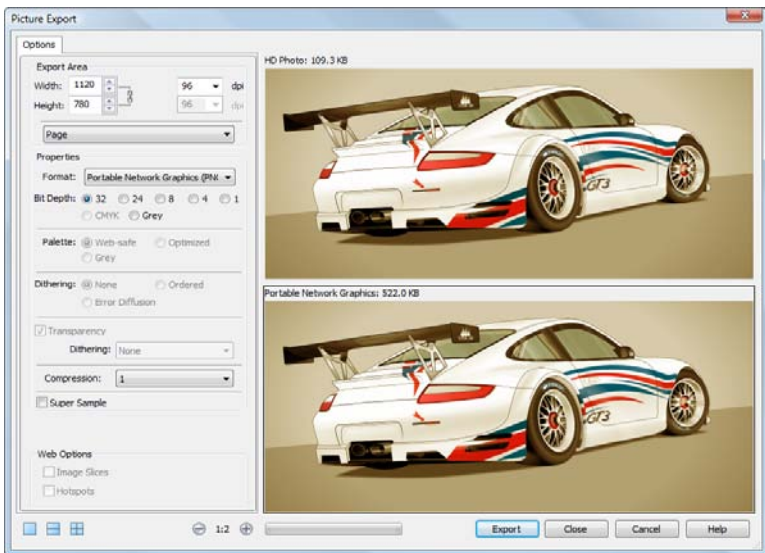 Picture Export
Options
Export Area
Width: 1120 96 dpi
Height: 780 96 dpi
Page
Properties
Format: Portable Network Graphics (PN
Bit Depth: 32 24 8 4 1
CMYK Grey
Palette: Web-safe Optimized
Grey
Dithering: None Ordered
Error Diffusion
Transparency
Dithering: None
Compression: 1
Super Sample
Web Options
Image Slices
Hotspots
1:2
HD Photo: 109.3 KB
GT3
Portable Network Graphics: 522.0 KB
GT3
Export Close Cancel Help